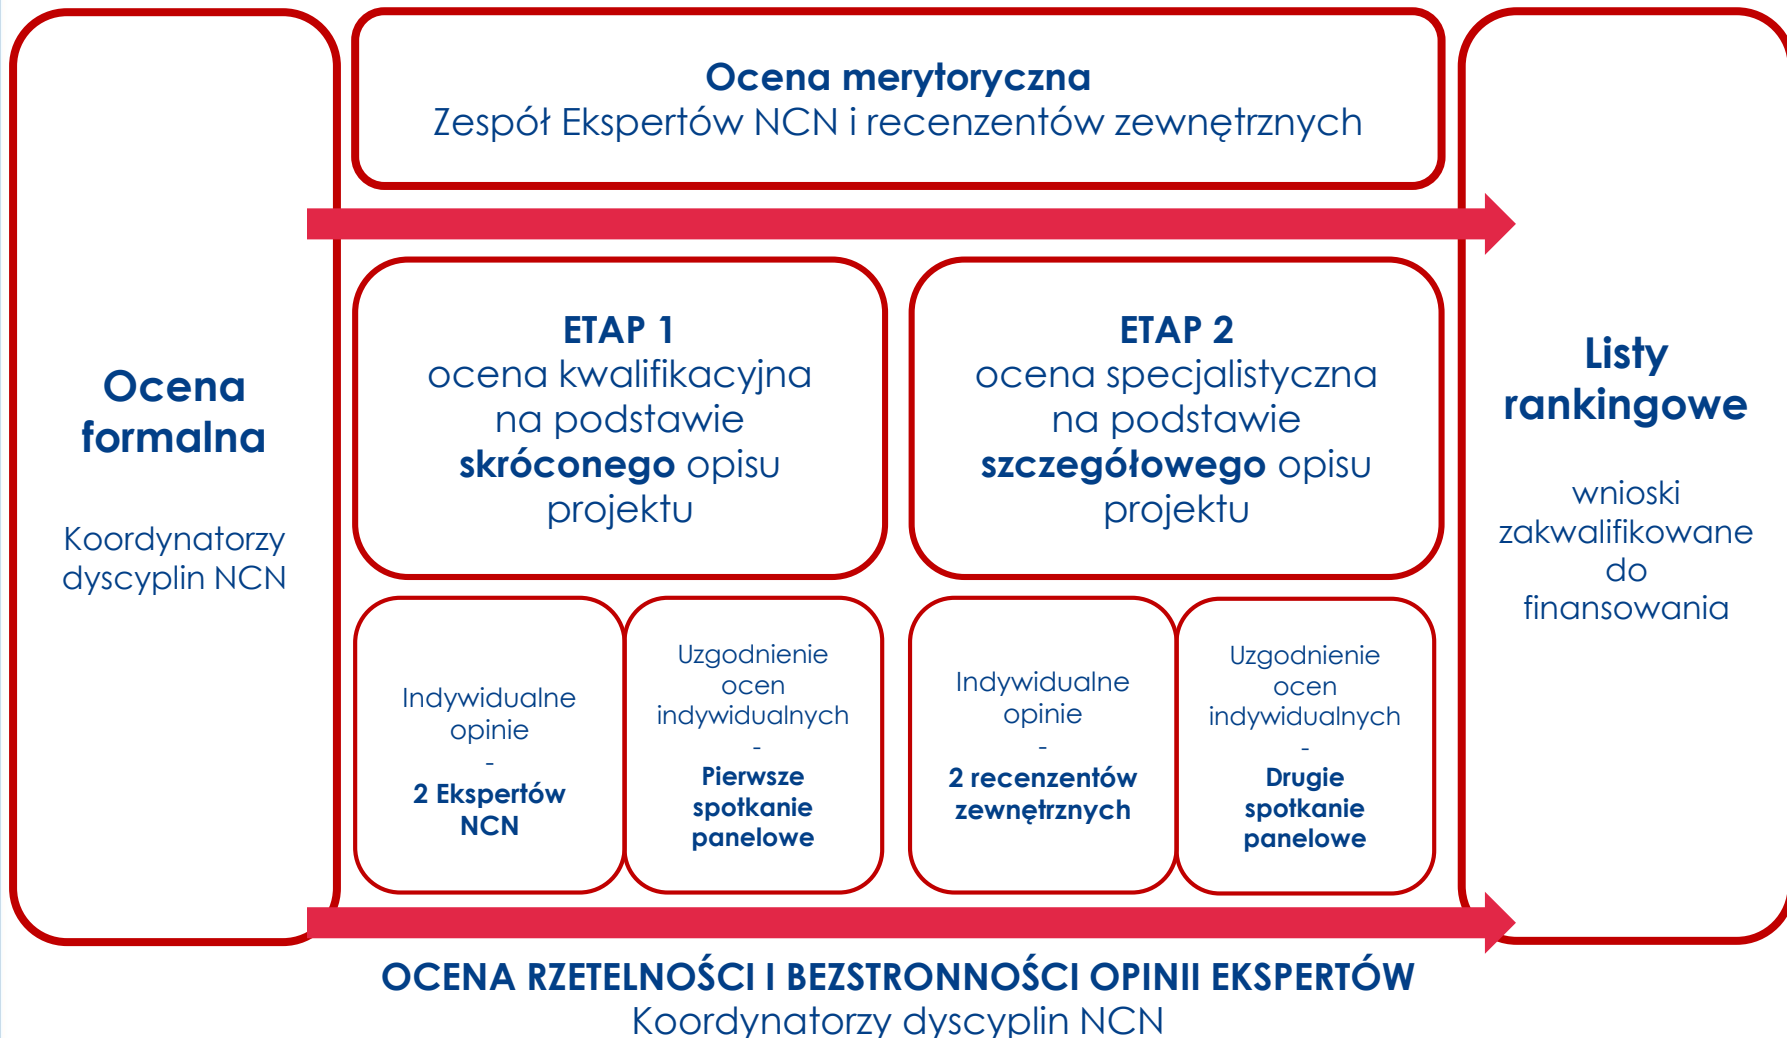 Ocena
formalna
Koordynatorzy
dyscyplin NCN
Ocena merytoryczna
Zespół Ekspertów NCN i recenzentów zewnętrznych
ETAP 1
ocena kwalifikacyjna
na podstawie
skróconego opisu
projektu
ETAP 2
ocena specjalistyczna
na podstawie
szczegółowego opisu
projektu
Indywidualne
opinie
-
2 Ekspertów
NCN
Uzgodnienie
ocen
indywidualnych
-
Pierwsze
spotkanie
panelowe
Indywidualne
opinie
-
2 recenzentów
zewnętrznych
Uzgodnienie
ocen
indywidualnych
-
Drugie
spotkanie
panelowe
Listy
rankingowe
wnioski
zakwalifikowane
do
finansowania
OCENA RZETELNOŚCI I BEZSTRONNOŚCI OPINII EKSPERTÓW
Koordynatorzy dyscyplin NCN